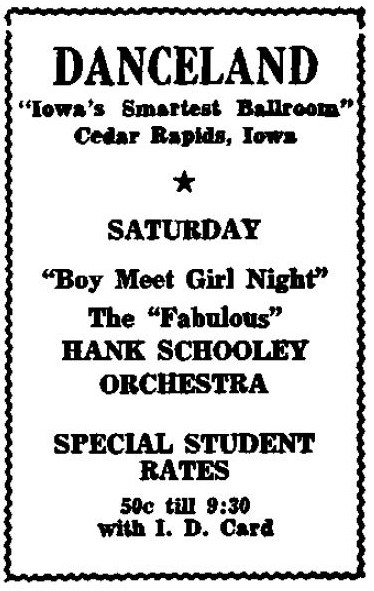 DANCELAND
"Iowa's Smartest Ballroom"
Cedar Rapids, Iowa
SATURDAY
"Boy Meet Girl Night"
The "Fabulous"
HANK SCHOOLEY
ORCHESTRA
SPECIAL STUDENT
RATES
50c till 9:30
with I. D. Card